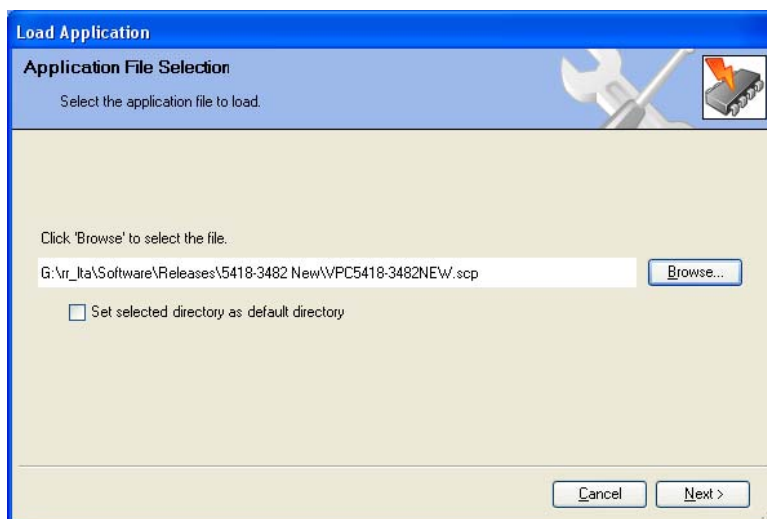 Load Application
Application File Selection
Select the application file to load.
Click 'Browse' to select the file.
G:\rr_lta\Software\Releases\5418-3482 New\VPC5418-3482NEW.scp
Browse...
Set selected directory as default directory
Cancel
Next >